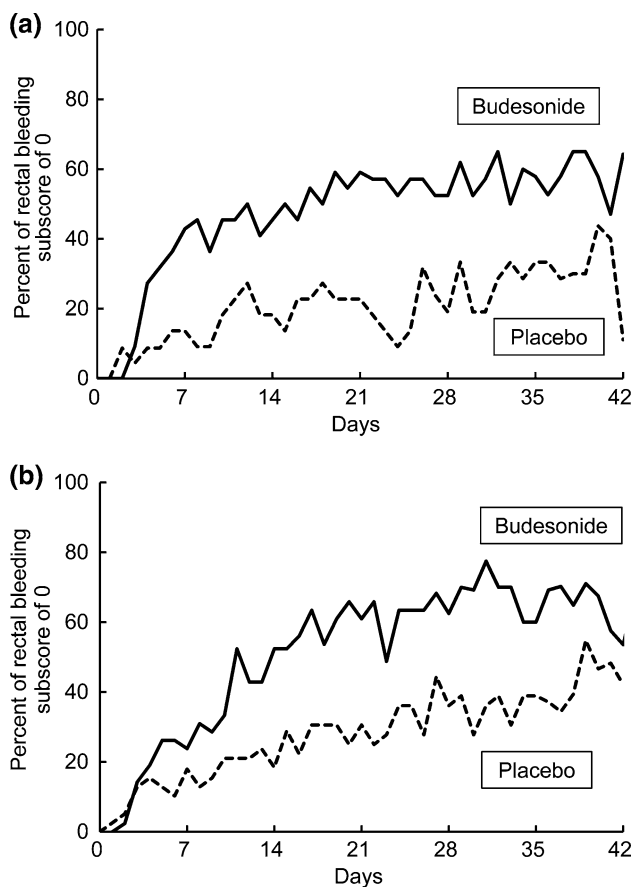 (a)
100
80
60
40
20
0
Percent of rectal bleeding
subscore of 0
Budesonide
Placebo
0 7 14 21 28 35 42
Days
(b)
100
80
60
40
20
0
Percent of rectal bleeding
subscore of 0
Budesonide
Placebo
0 7 14 21 28 35 42
Days